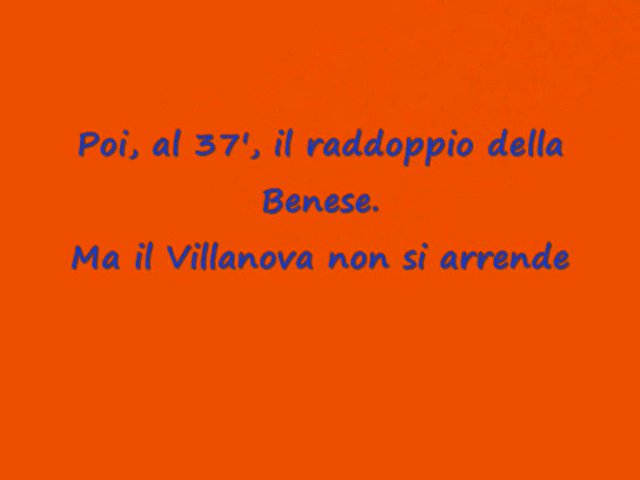 Poi, al 37', il raddoppio della
Benese.
Ma il Villanova non si arrende